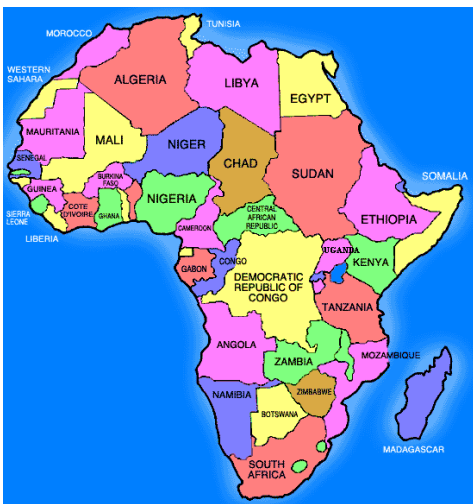 TUNISIA
MOROCCO
WESTERN
SAHARA
ALGERIA
LIBYA
EGYPT
MAURITANIA
MALI
NIGER
CHAD
SUDAN
SENEGAL
BURKINA
FASO
GUINEA
SIERRA
LEONE
COTE
D'IVOIRE
GHANA
LIBERIA
NIGERIA
CAMEROON
CENTRAL
AFRICAN
REPUBLIC
ETHIOPIA
SOMALIA
UGANDA
KENYA
GABON
CONGO
DEMOCRATIC
REPUBLIC OF
CONGO
TANZANIA
ANGOLA
ZAMBIA
MOZAMBIQUE
NAMIBIA
ZIMBABWE
BOTSWANA
MADAGASCAR
SOUTH
AFRICA